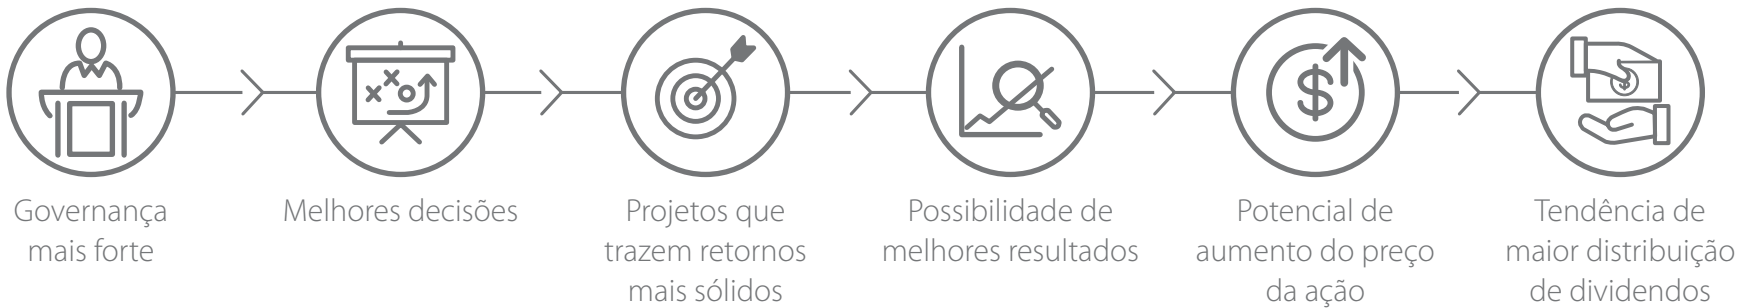 Governança
mais forte
Melhores decisões
Projetos que
trazem retornos
mais sólidos
Possibilidade de
melhores resultados
Potencial de
aumento do preço
da ação
Tendência de
maior distribuição
de dividendos